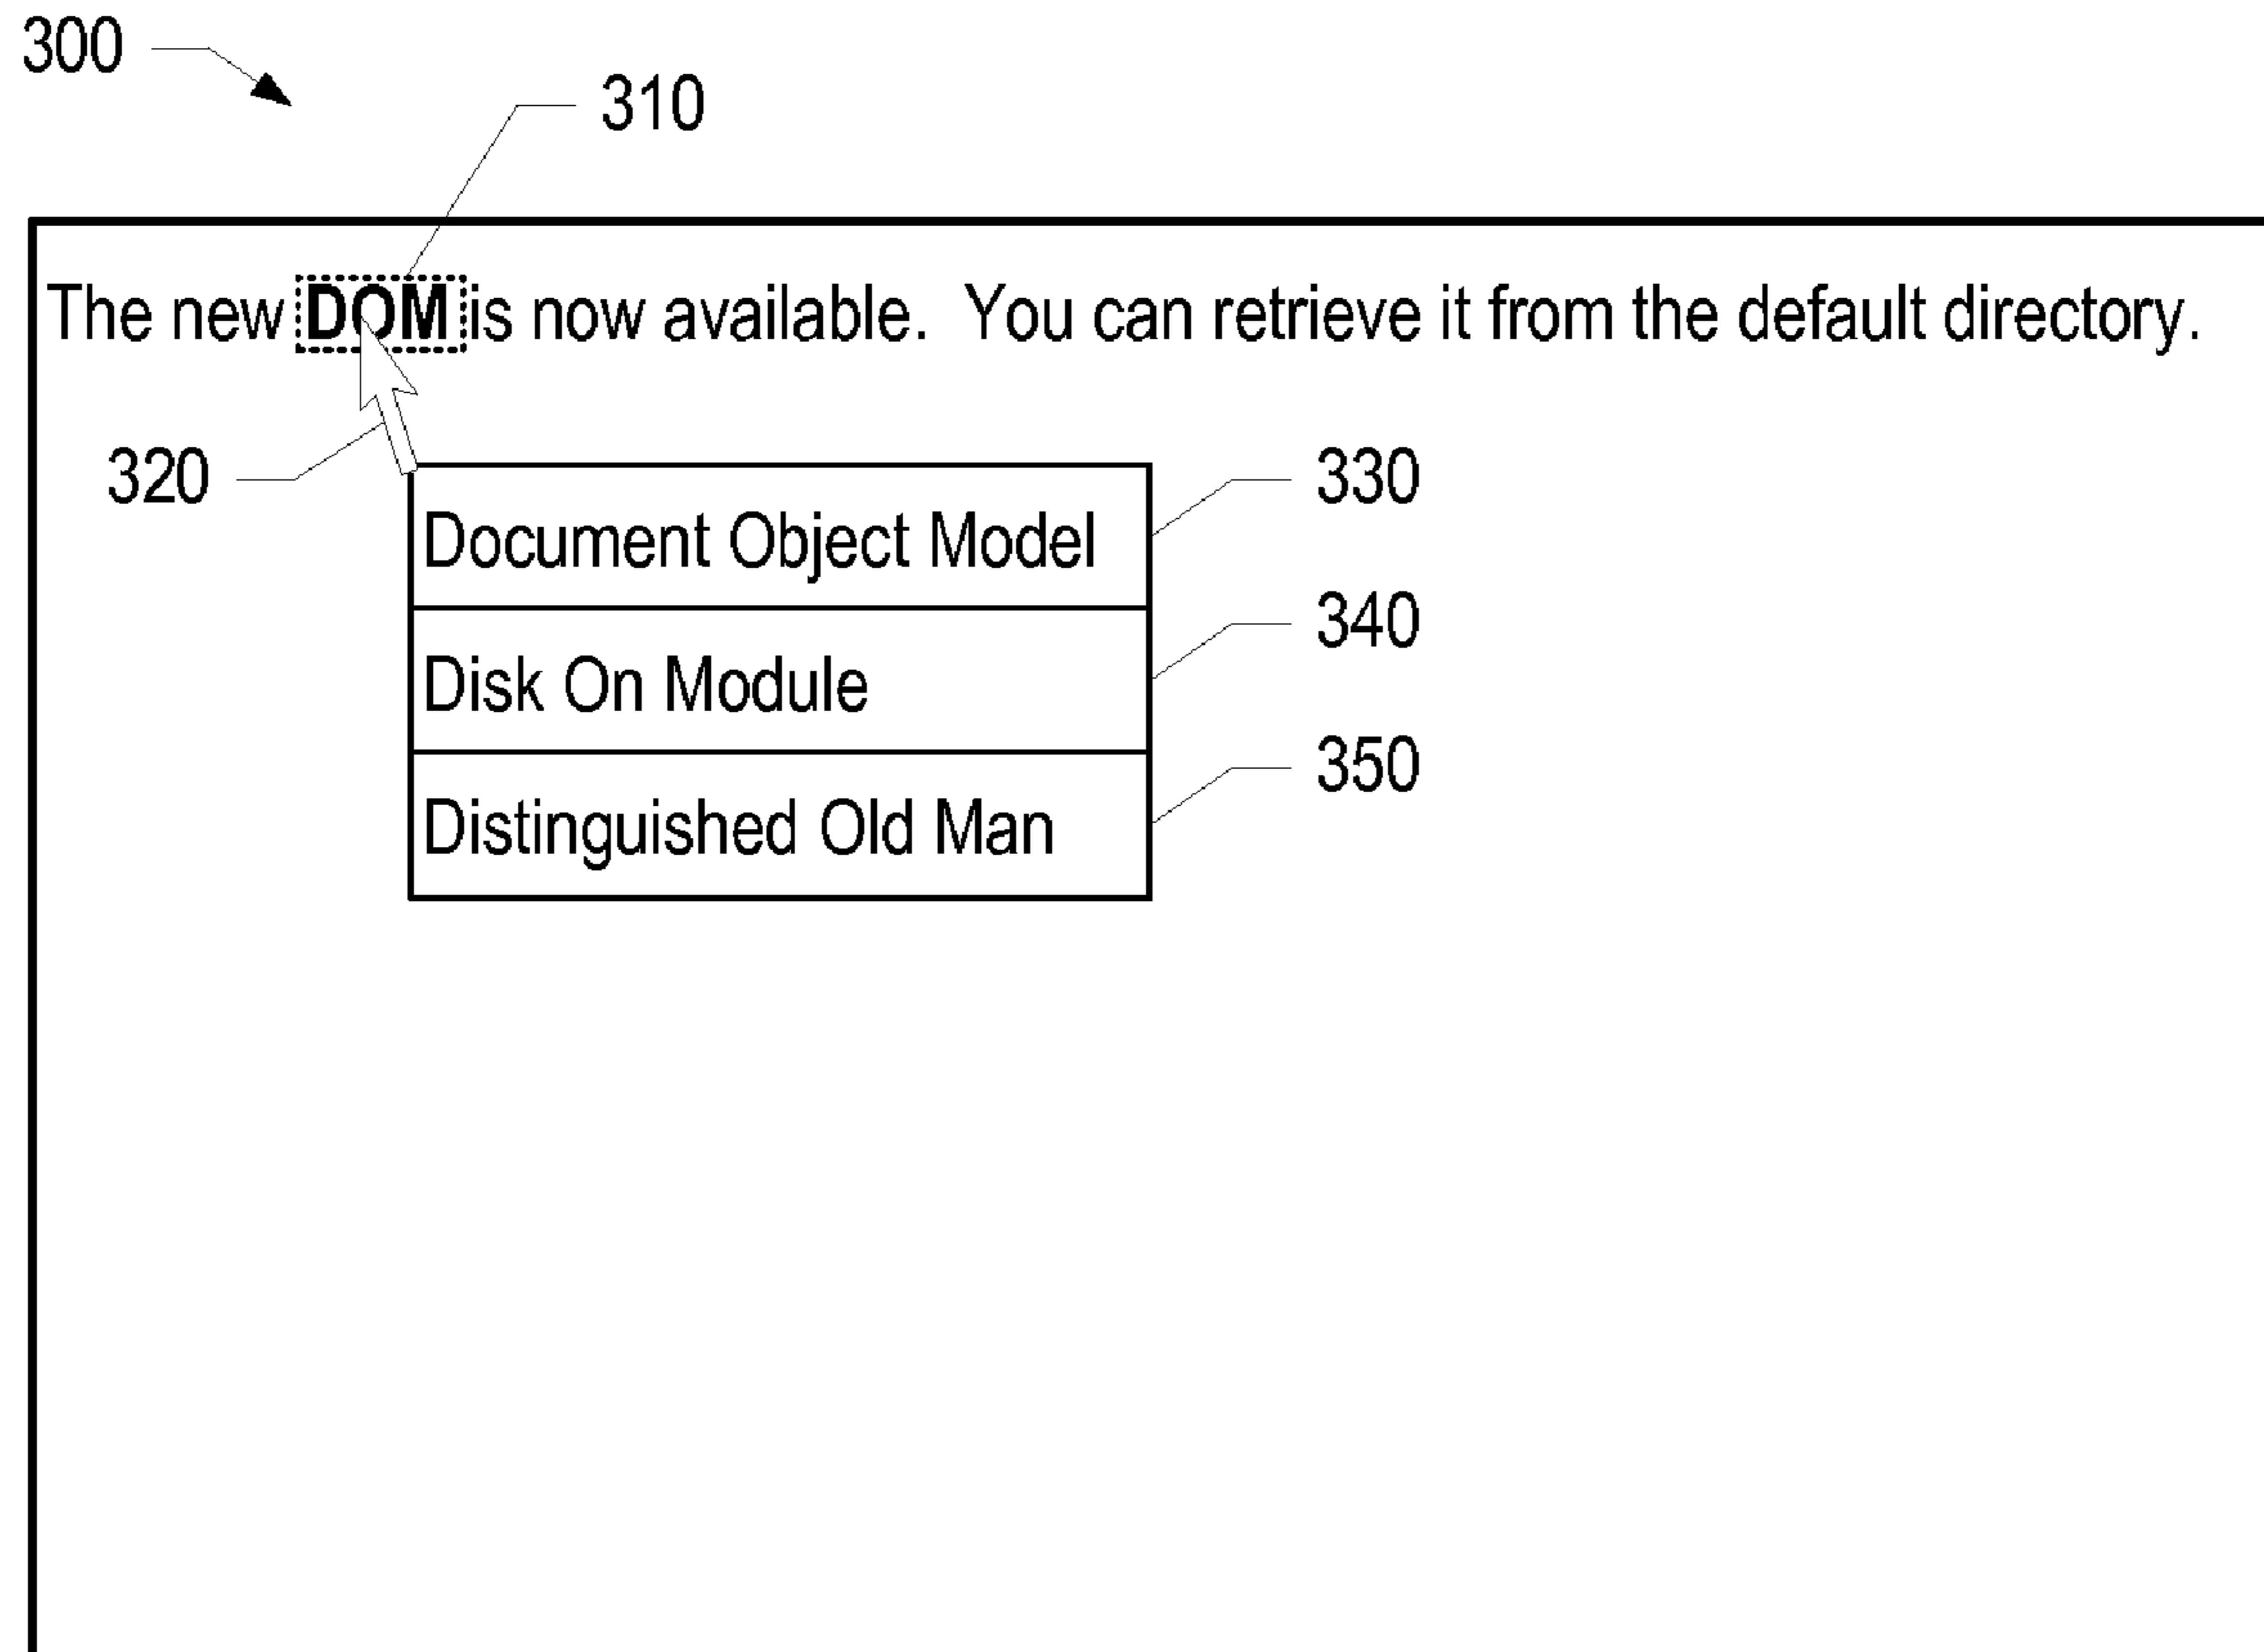 300
310
The new DOM is now available.  You can retrieve it from the default directory.
320
330
Document Object Model
340
Disk On Module
350
Distinguished Old Man